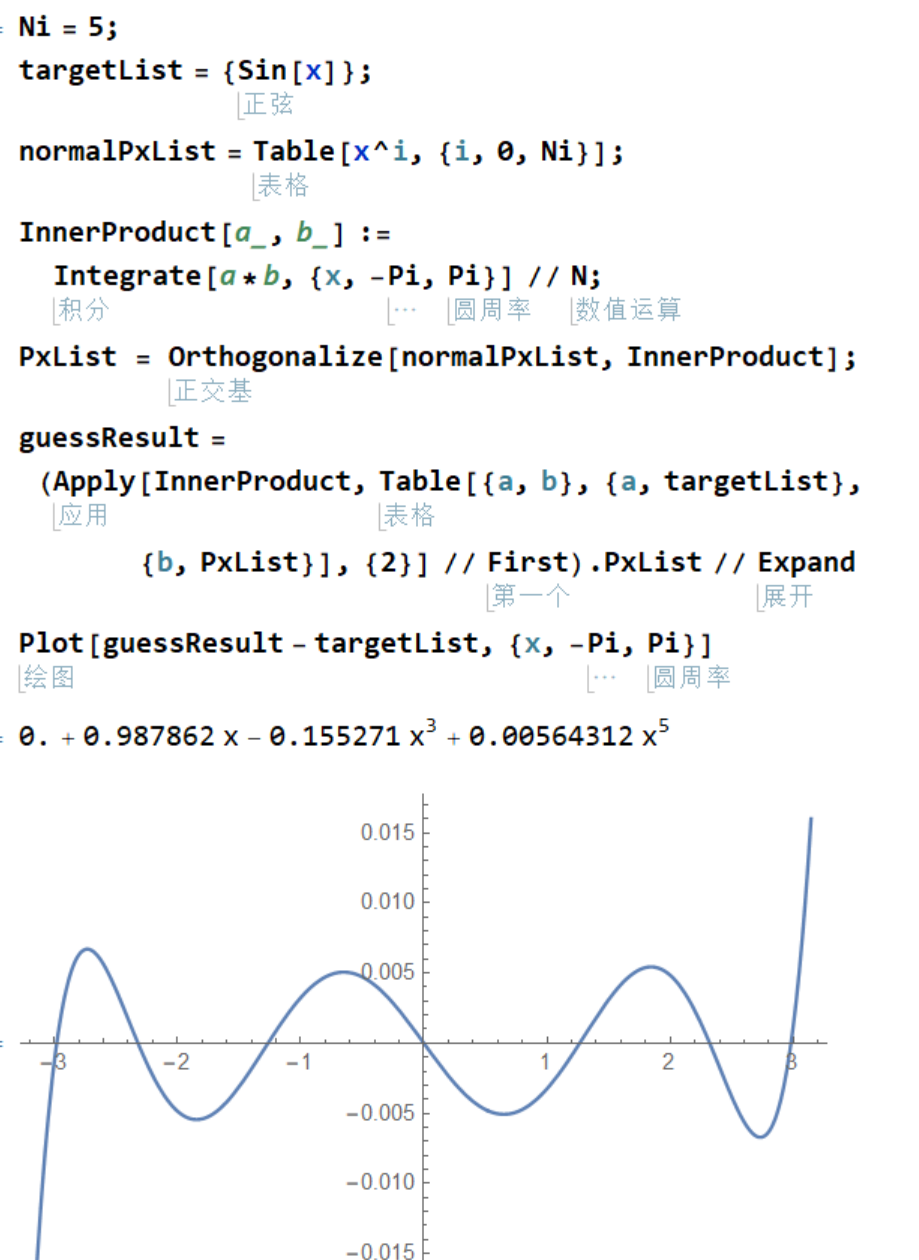 Ni = 5;
targetList = {Sin[x]};
正弦
normalPxList = Table[x^i, {i, 0, Ni}];
表格
InnerProduct[a_, b_] :=
Integrate[a * b, {x, -Pi, Pi}] // N;
积分 … 圆周率 数值运算
PxList = Orthogonalize[normalPxList, InnerProduct];
正交基
guessResult =
(Apply[InnerProduct, Table[{a, b}, {a, targetList},
应用 表格
{b, PxList}], {2}] // First).PxList // Expand
第一个 展开
Plot[guessResult - targetList, {x, -Pi, Pi}]
绘图 … 圆周率
0. + 0.987862 x - 0.155271 x³ + 0.00564312 x⁵
0.015
0.010
0.005
-3 -2 -1 1 2 3
-0.005
-0.010
-0.015